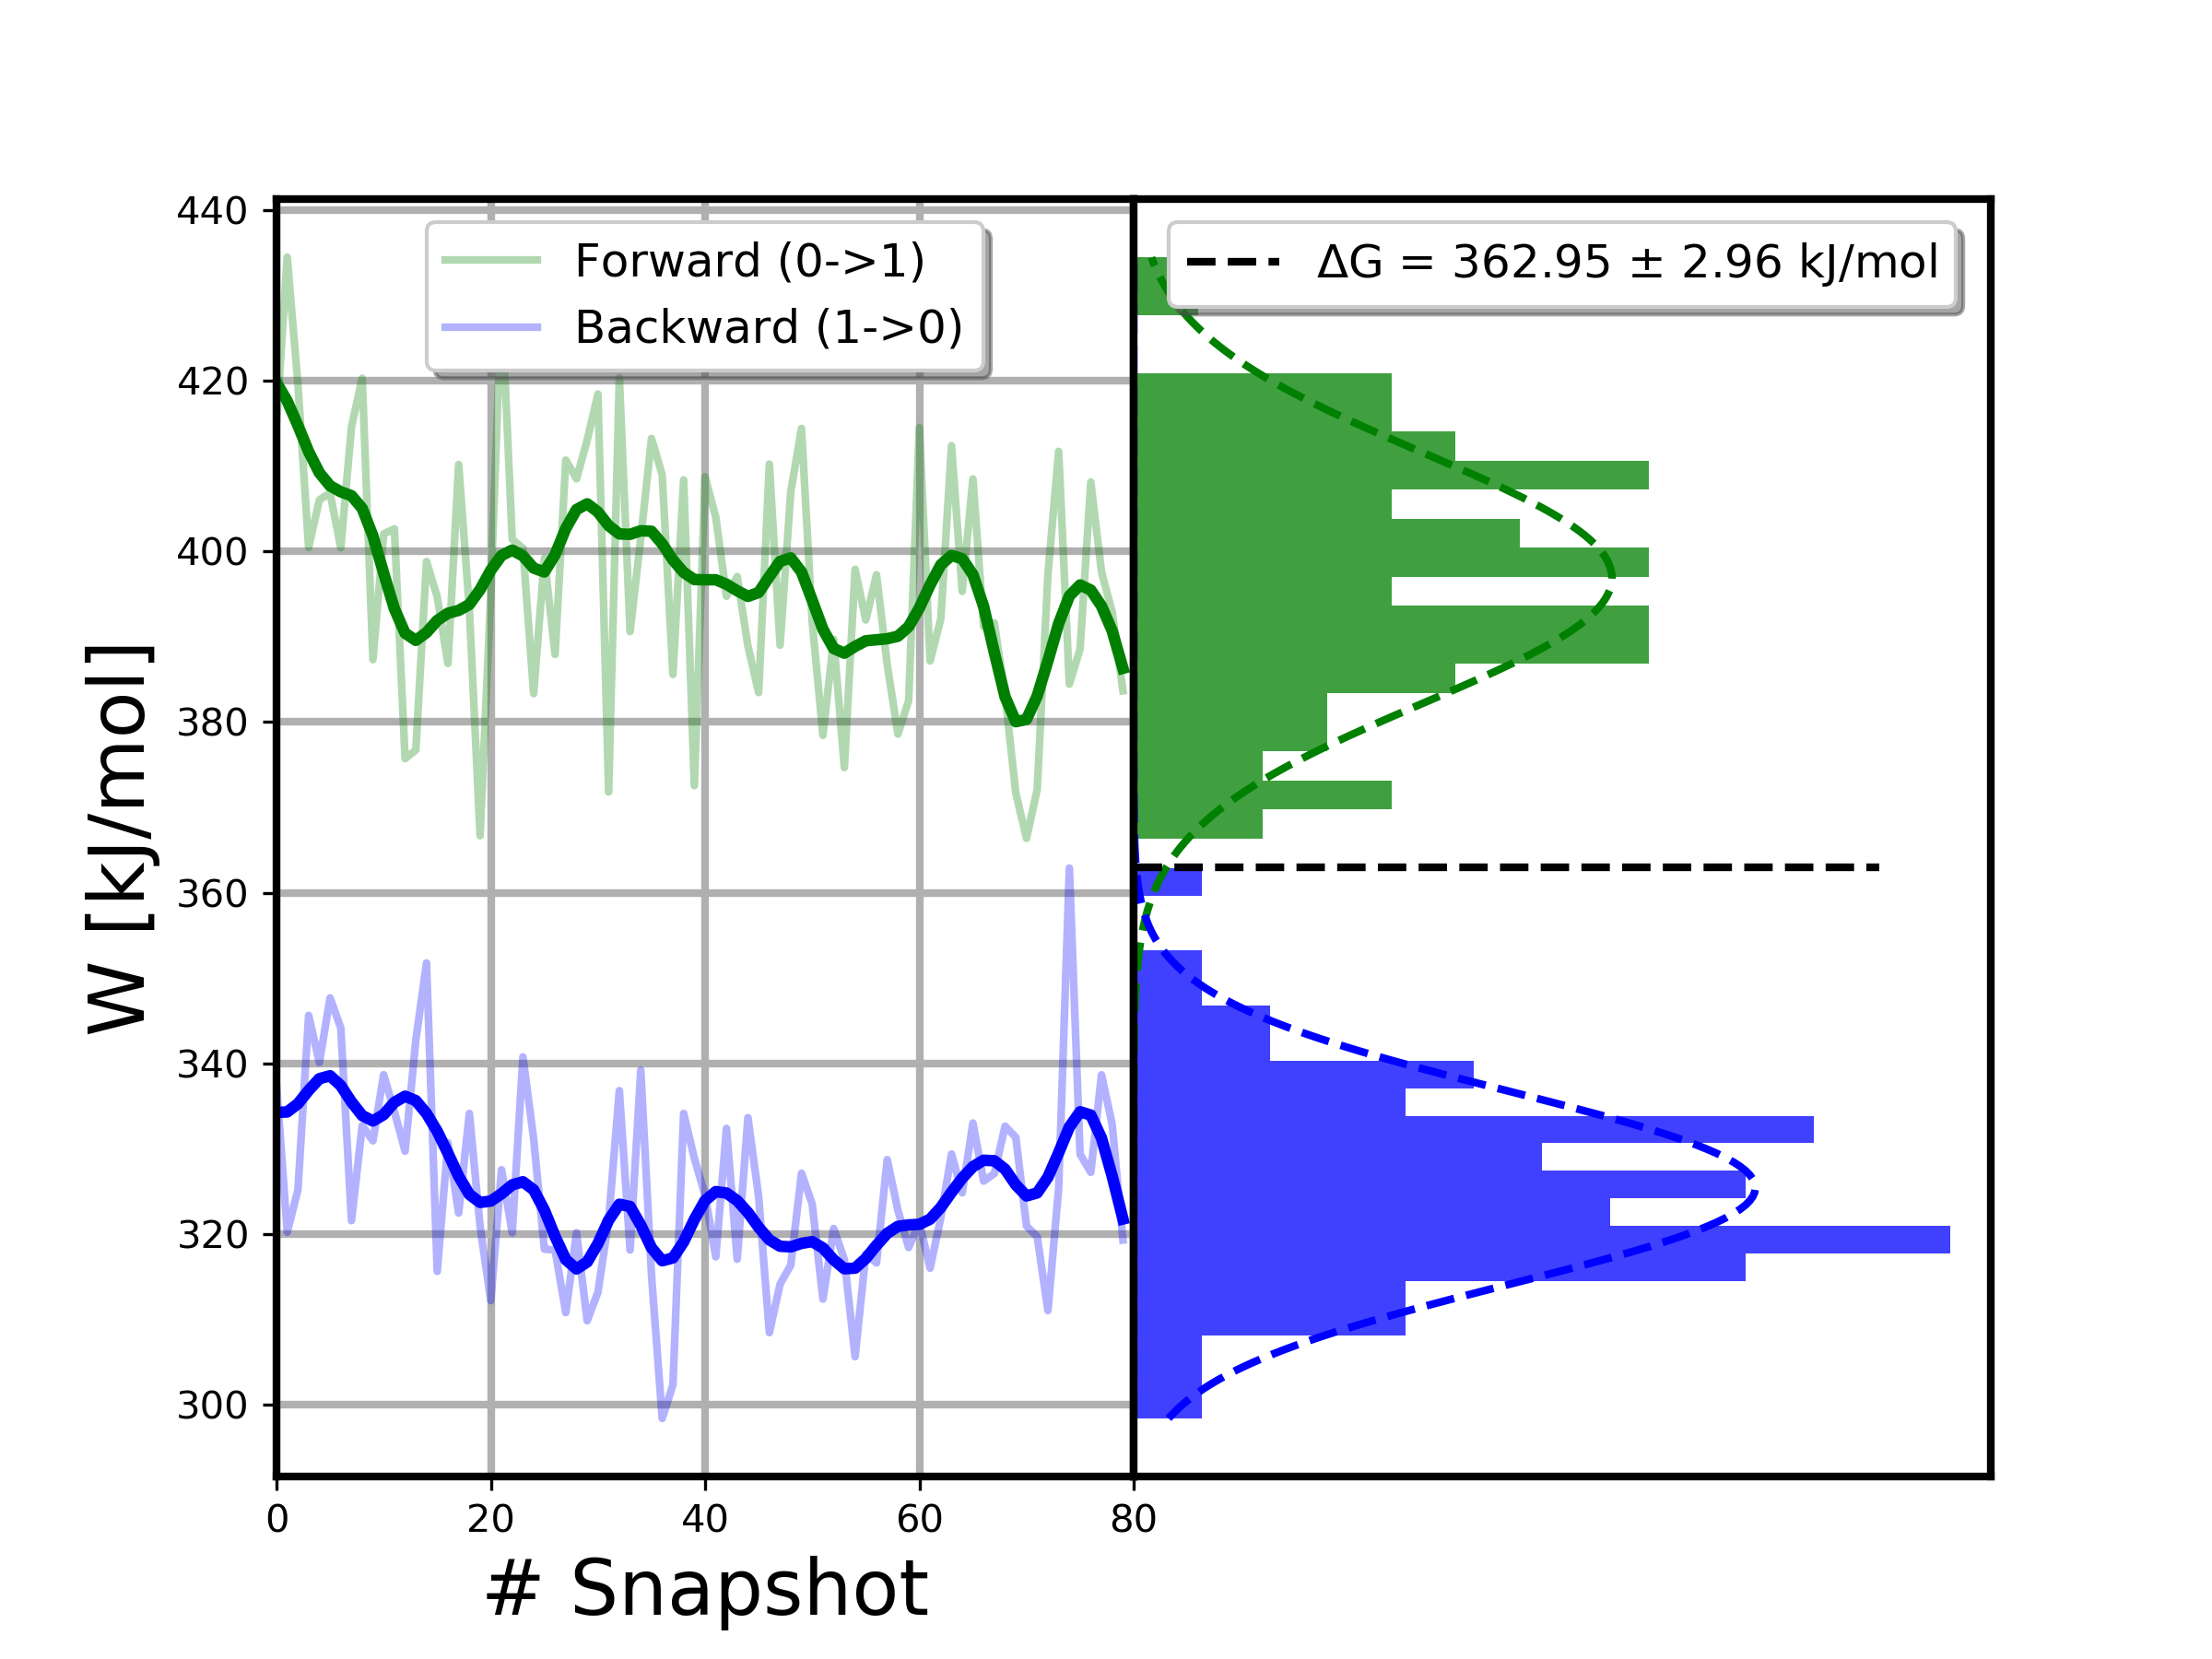 Forward (0->1)
Backward (1->0)
ΔG = 362.95 ± 2.96 kJ/mol
440
420
400
380
360
340
320
300
W [kJ/mol]
0
20
40
60
80
# Snapshot